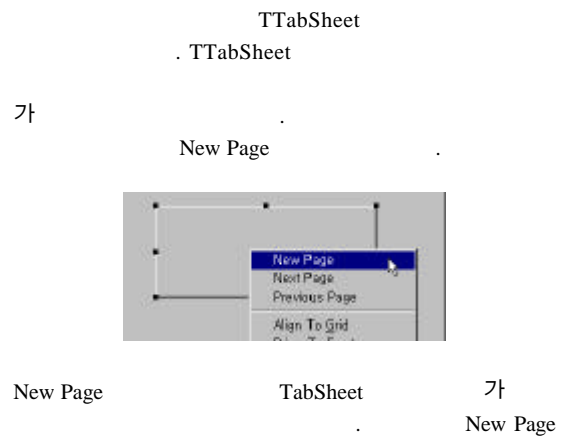 TTabSheet
. TTabSheet
가 .
New Page .
New Page
Next Page
Previous Page
Align To Grid
New Page TabSheet 가
. New Page